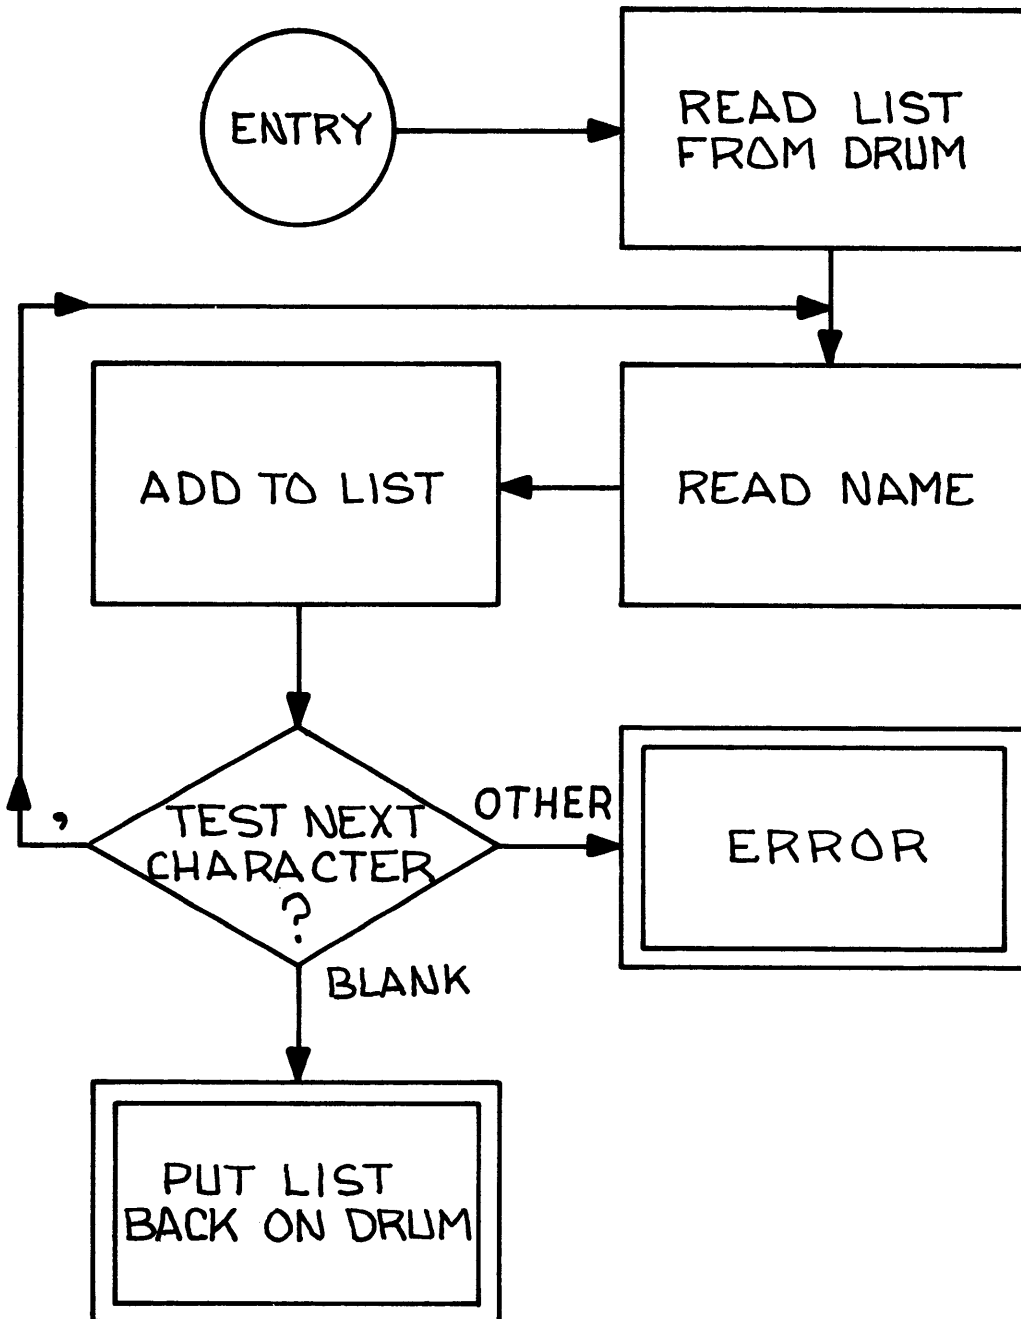 ENTRY
READ LIST
FROM DRUM
ADD TO LIST
READ NAME
,
TEST NEXT
CHARACTER
?
OTHER
ERROR
BLANK
PUT LIST
BACK ON DRUM